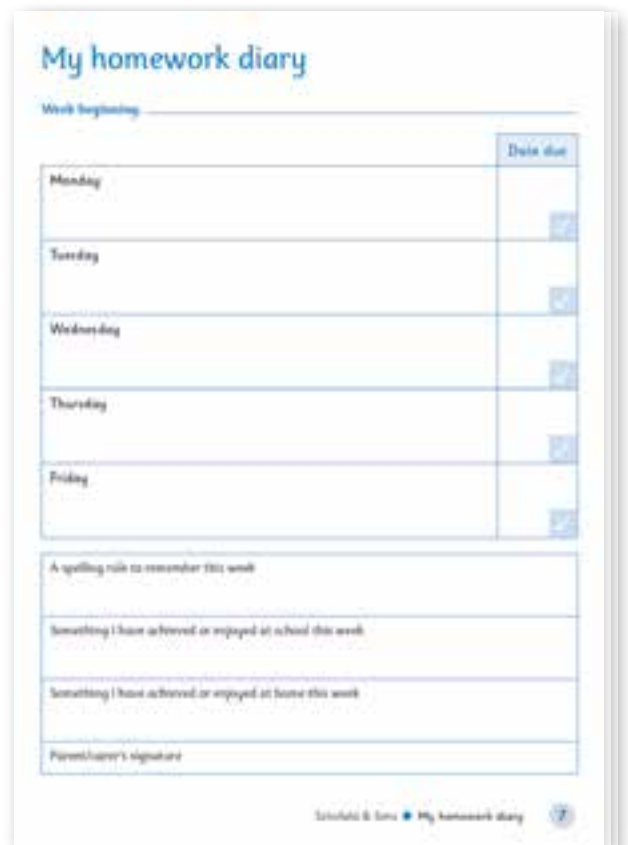 My homework diary
Week beginning
Date due
Monday
Tuesday
Wednesday
Thursday
Friday
A spelling rule to remember this week
Something I have achieved or enjoyed at school this week
Something I have achieved or enjoyed at home this week
Parent/carer's signature
Schofield & Sims • My homework diary 7